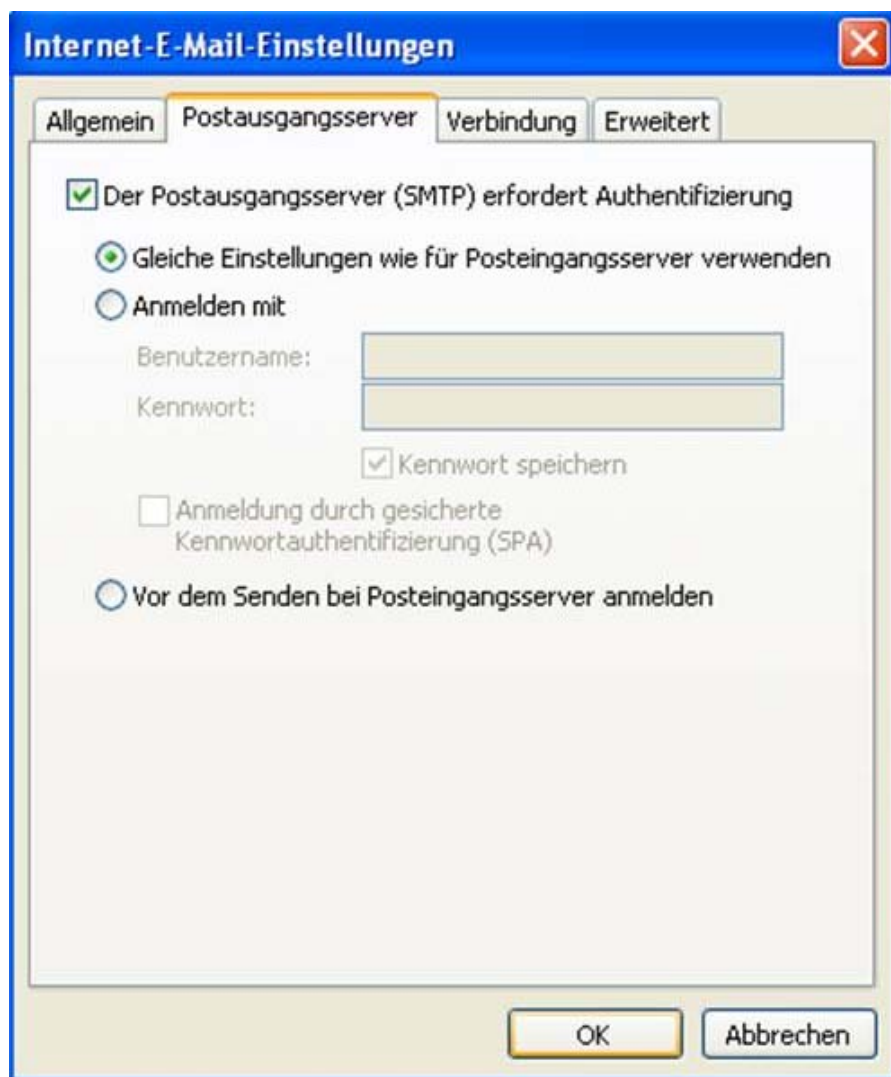 Internet-E-Mail-Einstellungen
Allgemein Postausgangsserver Verbindung Erweitert
Der Postausgangsserver (SMTP) erfordert Authentifizierung
Gleiche Einstellungen wie für Posteingangsserver verwenden
Anmelden mit
Benutzername:
Kennwort:
Kennwort speichern
Anmeldung durch gesicherte
Kennwortauthentifizierung (SPA)
Vor dem Senden bei Posteingangsserver anmelden
OK Abbrechen